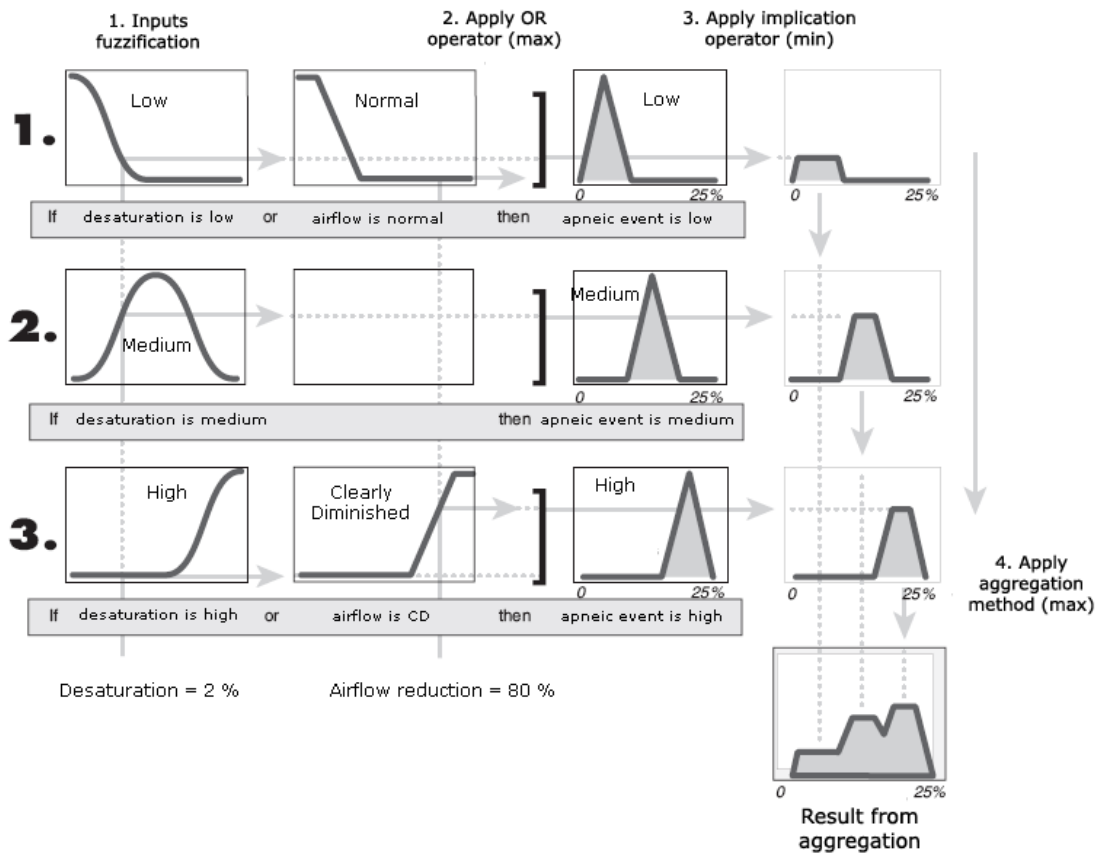 1. Inputs
fuzzification
2. Apply OR
operator (max)
3. Apply implication
operator (min)
1.
Low
Normal
Low
0
25%
0
25%
If desaturation is low or airflow is normal then apneic event is low
2.
Medium
Medium
0
25%
0
25%
If desaturation is medium then apneic event is medium
3.
High
Clearly
Diminished
High
0
25%
0
25%
4. Apply
aggregation
method (max)
If desaturation is high or airflow is CD then apneic event is high
Desaturation = 2 %
Airflow reduction = 80 %
0
25%
Result from
aggregation